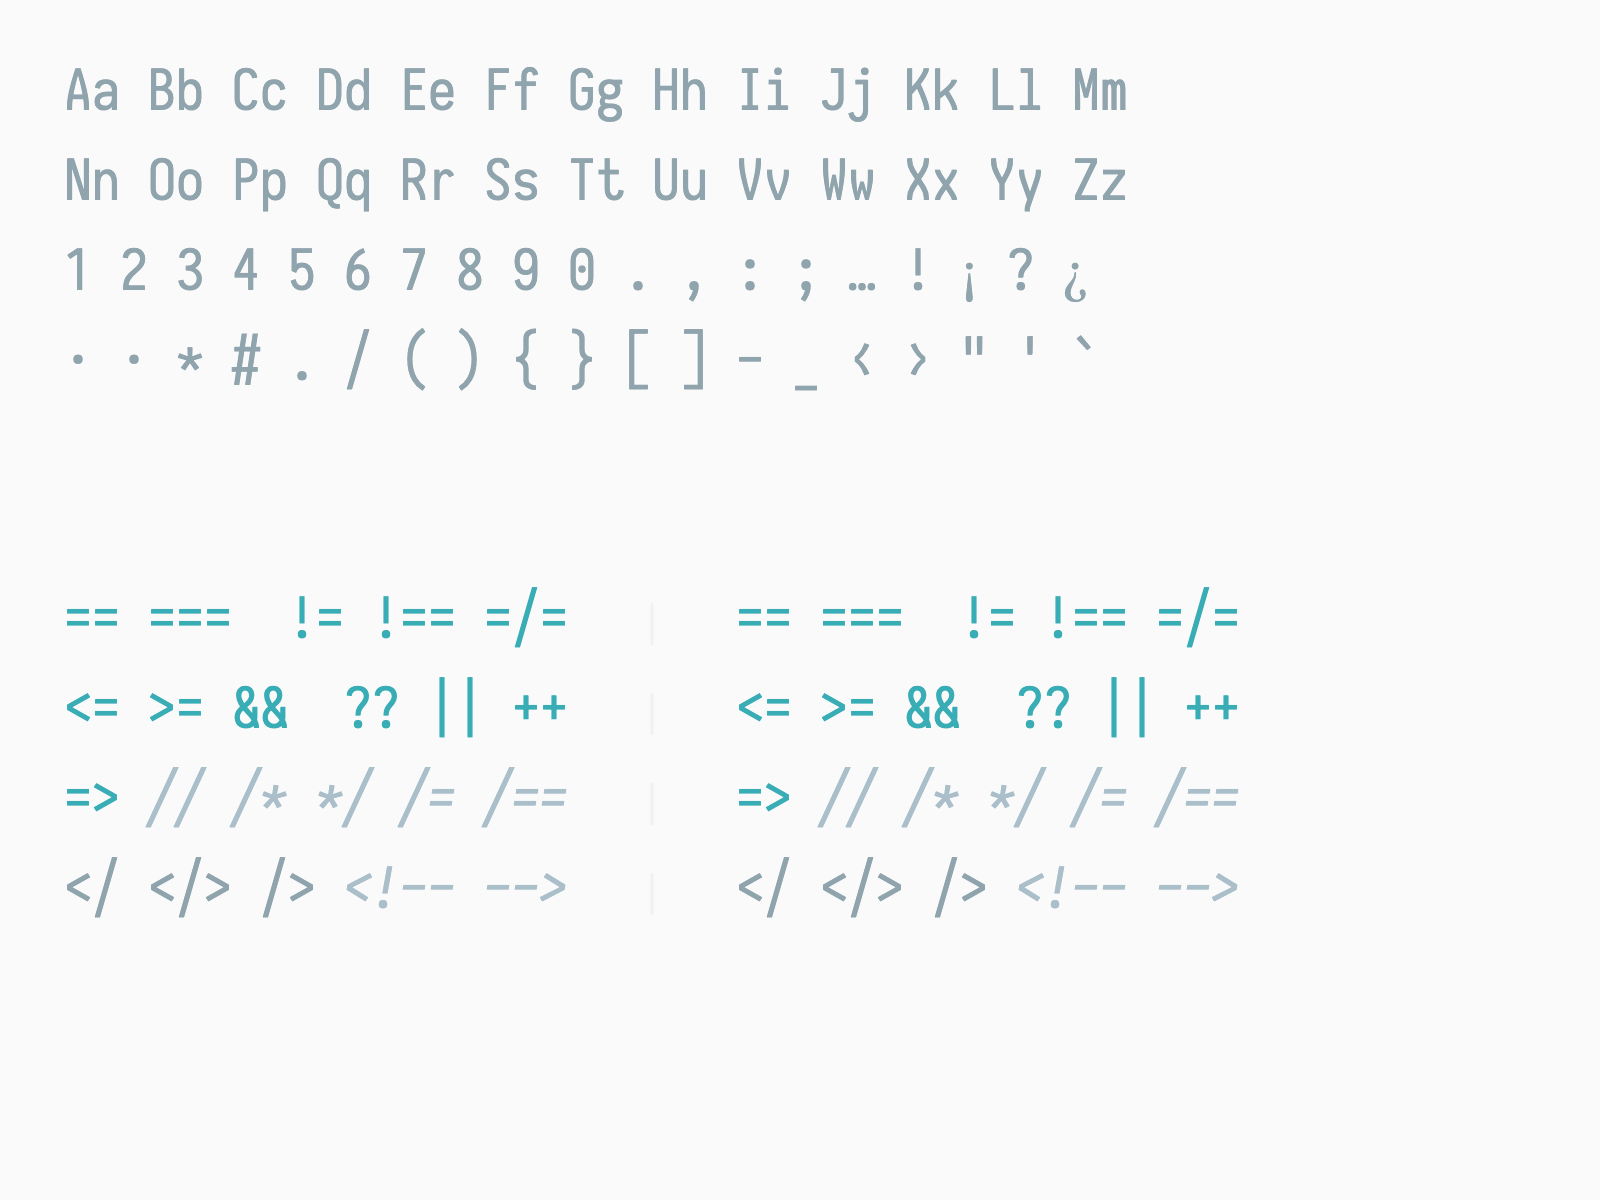 Aa Bb Cc Dd Ee Ff Gg Hh Ii Jj Kk Ll Mm
Nn Oo Pp Qq Rr Ss Tt Uu Vv Ww Xx Yy Zz
1 2 3 4 5 6 7 8 9 0 . , : ; … ! ¡ ? ¿
· · * # . / ( ) { } [ ] - _ ‹ › " ' `
== ===  != !== =/= | == ===  != !== =/=
<= >= &&  ?? || ++ | <= >= &&  ?? || ++
=> // /* */ /= /== | => // /* */ /= /==
</ </> /> <!-- --> | </ </> /> <!-- -->